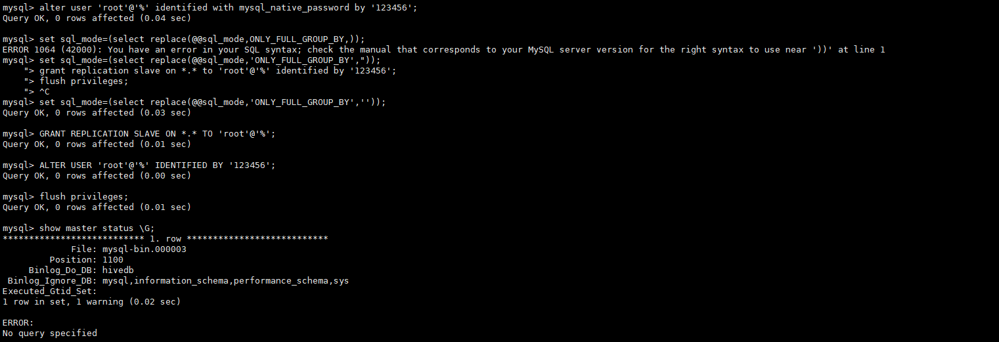 mysql> alter user 'root'@'%' identified with mysql_native_password by '123456';
Query OK, 0 rows affected (0.04 sec)

mysql> set sql_mode=(select replace(@@sql_mode,ONLY_FULL_GROUP_BY,));
ERROR 1064 (42000): You have an error in your SQL syntax; check the manual that corresponds to your MySQL server version for the right syntax to use near '))' at line 1
mysql> set sql_mode=(select replace(@@sql_mode,'ONLY_FULL_GROUP_BY',"));
    "> grant replication slave on *.* to 'root'@'%' identified by '123456';
    "> flush privileges;
    "> ^C
mysql> set sql_mode=(select replace(@@sql_mode,'ONLY_FULL_GROUP_BY',''));
Query OK, 0 rows affected (0.03 sec)

mysql> GRANT REPLICATION SLAVE ON *.* TO 'root'@'%';
Query OK, 0 rows affected (0.01 sec)

mysql> ALTER USER 'root'@'%' IDENTIFIED BY '123456';
Query OK, 0 rows affected (0.00 sec)

mysql> flush privileges;
Query OK, 0 rows affected (0.01 sec)

mysql> show master status \G;
*************************** 1. row ***************************
             File: mysql-bin.000003
         Position: 1100
     Binlog_Do_DB: hivedb
 Binlog_Ignore_DB: mysql,information_schema,performance_schema,sys
Executed_Gtid_Set:
1 row in set, 1 warning (0.02 sec)

ERROR:
No query specified